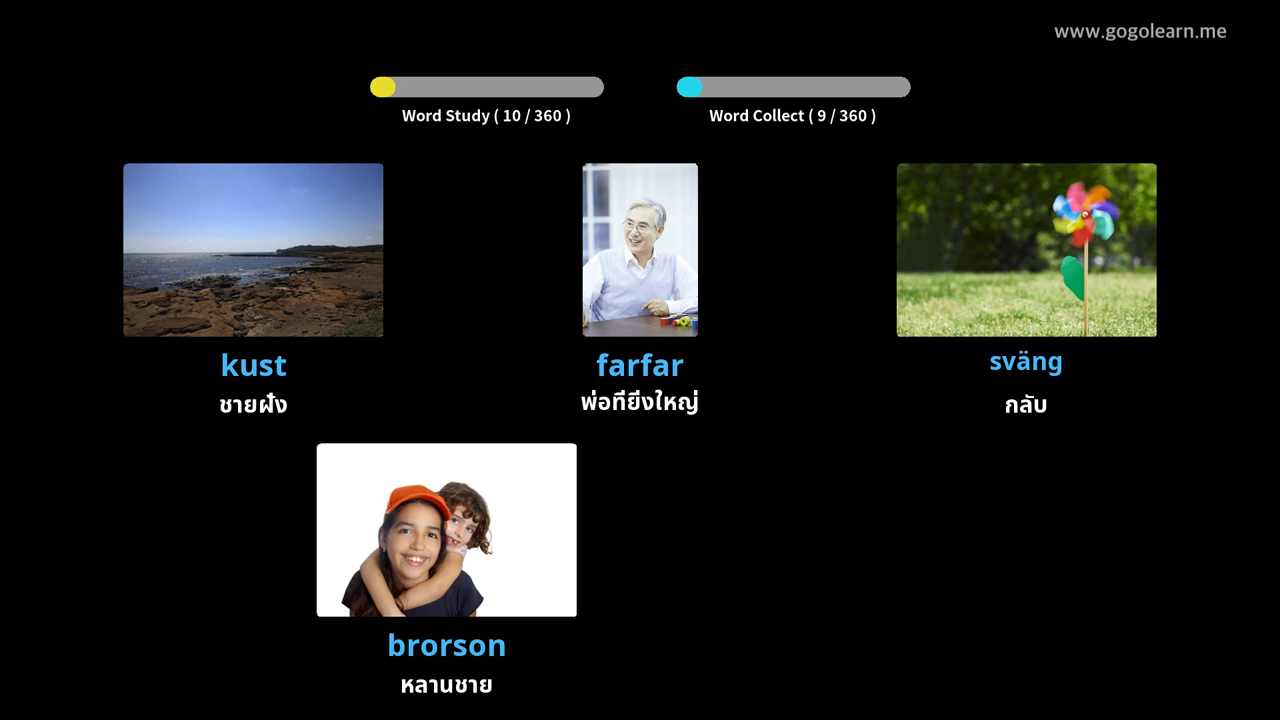 www.gogolearn.me
Word Study ( 10 / 360 )
Word Collect ( 9 / 360 )
kust
ชายฝั่ง
farfar
พ่อที่ยิ่งใหญ่
sväng
กลับ
brorson
หลานชาย